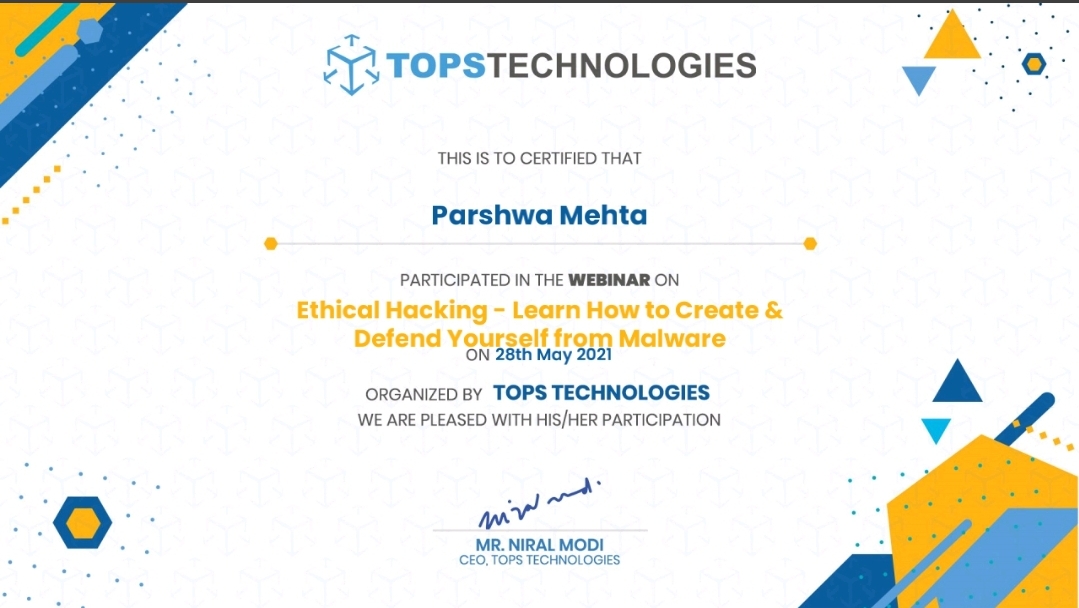 TOPSTECHNOLOGIES
THIS IS TO CERTIFIED THAT
Parshwa Mehta
PARTICIPATED IN THE WEBINAR ON
Ethical Hacking - Learn How to Create &
Defend Yourself from Malware
ON 28th May 2021
ORGANIZED BY TOPS TECHNOLOGIES
WE ARE PLEASED WITH HIS/HER PARTICIPATION
niral modi
MR. NIRAL MODI
CEO, TOPS TECHNOLOGIES